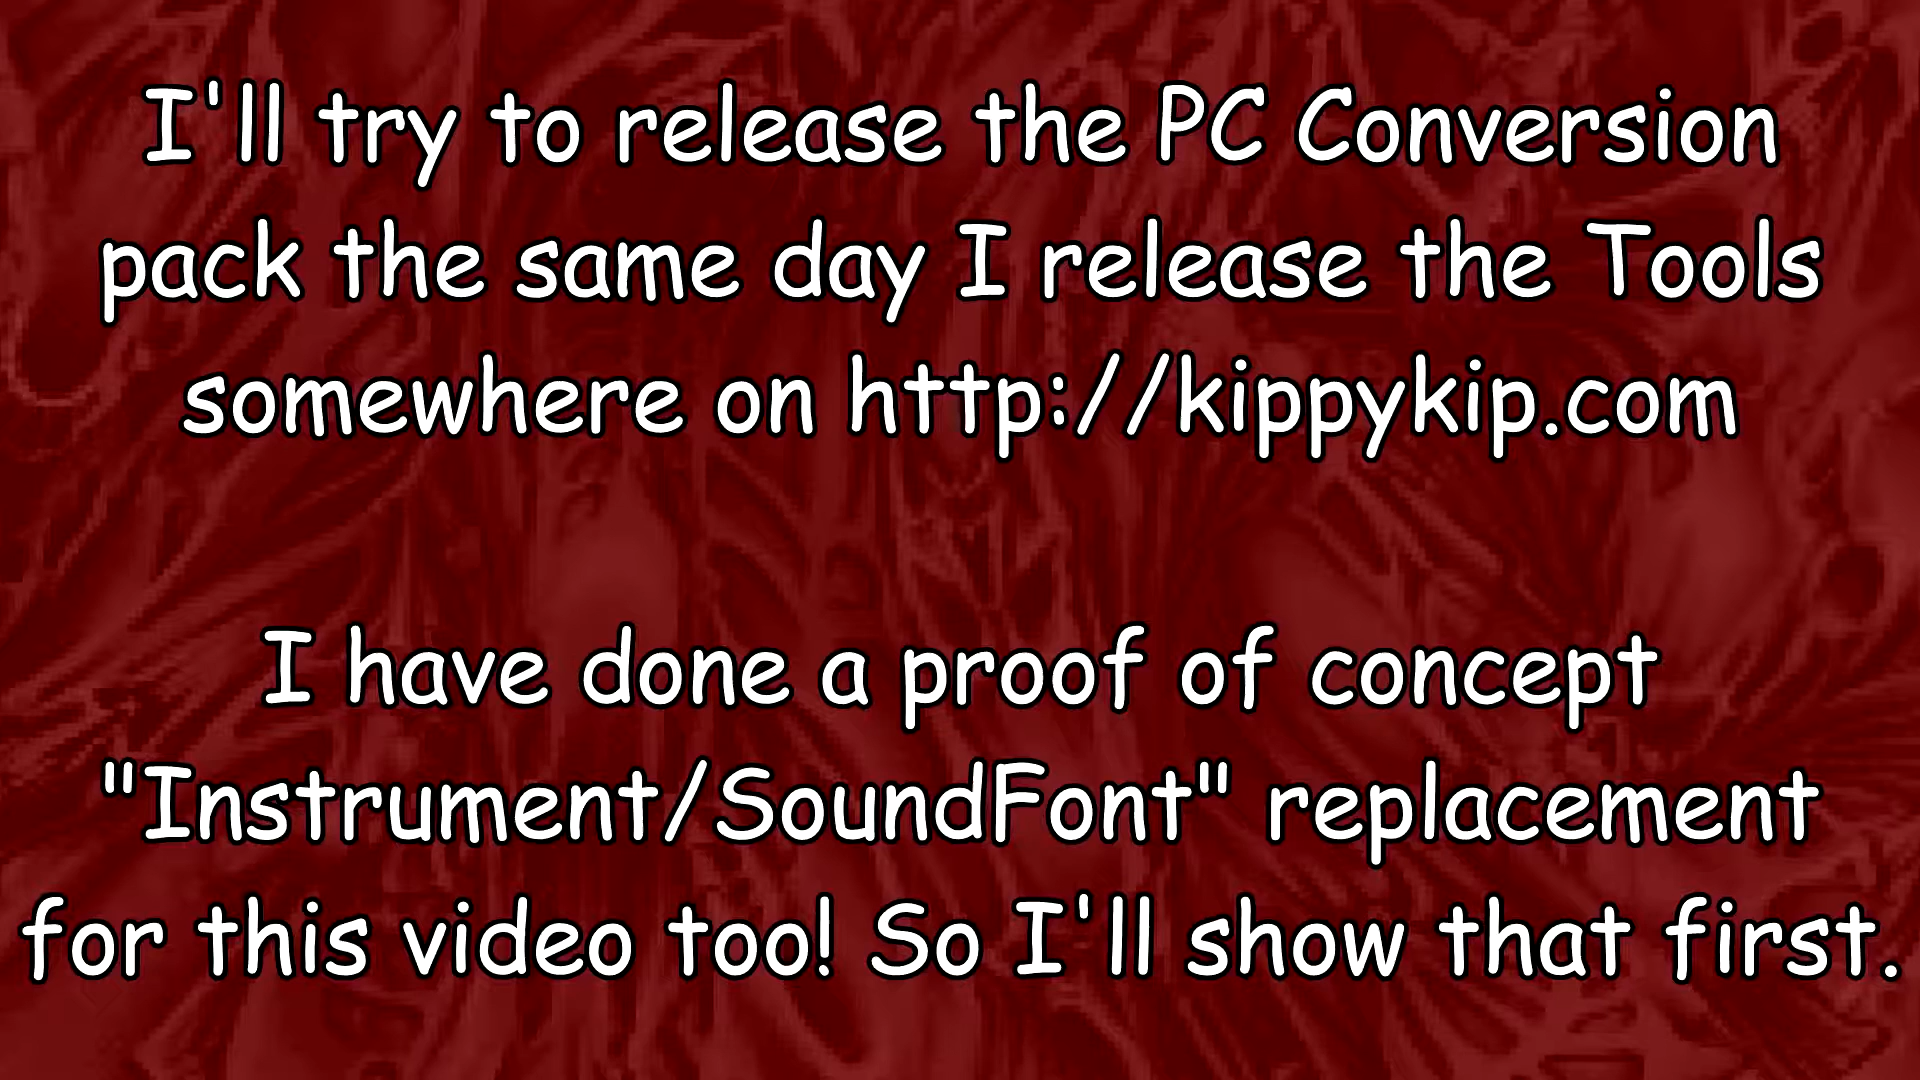 I'll try to release the PC Conversion
pack the same day I release the Tools
somewhere on http://kippykip.com
I have done a proof of concept
"Instrument/SoundFont" replacement
for this video too! So I'll show that first.